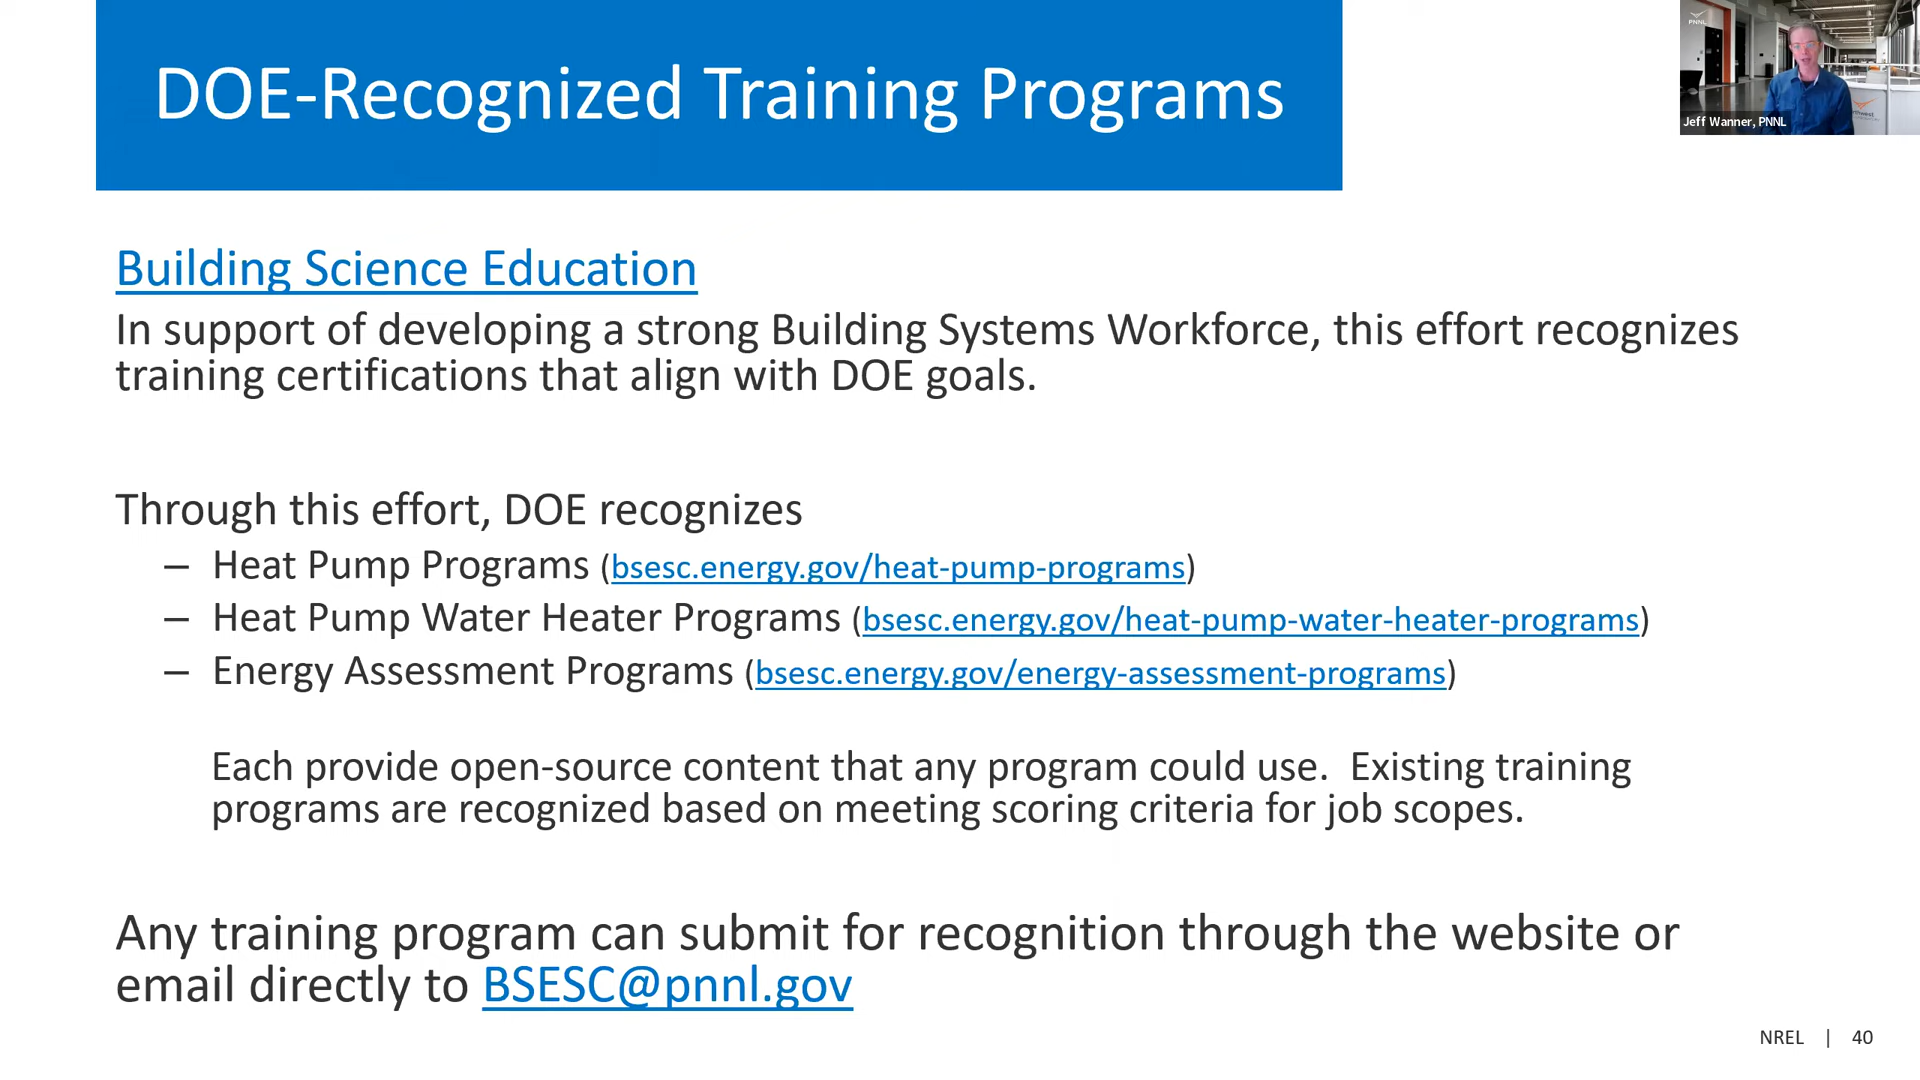 DOE-Recognized Training Programs
PNNL
Jeff Wanner, PNNL
Building Science Education
In support of developing a strong Building Systems Workforce, this effort recognizes
training certifications that align with DOE goals.
Through this effort, DOE recognizes
– Heat Pump Programs (bsesc.energy.gov/heat-pump-programs)
– Heat Pump Water Heater Programs (bsesc.energy.gov/heat-pump-water-heater-programs)
– Energy Assessment Programs (bsesc.energy.gov/energy-assessment-programs)
Each provide open-source content that any program could use. Existing training
programs are recognized based on meeting scoring criteria for job scopes.
Any training program can submit for recognition through the website or
email directly to BSESC@pnnl.gov
NREL | 40